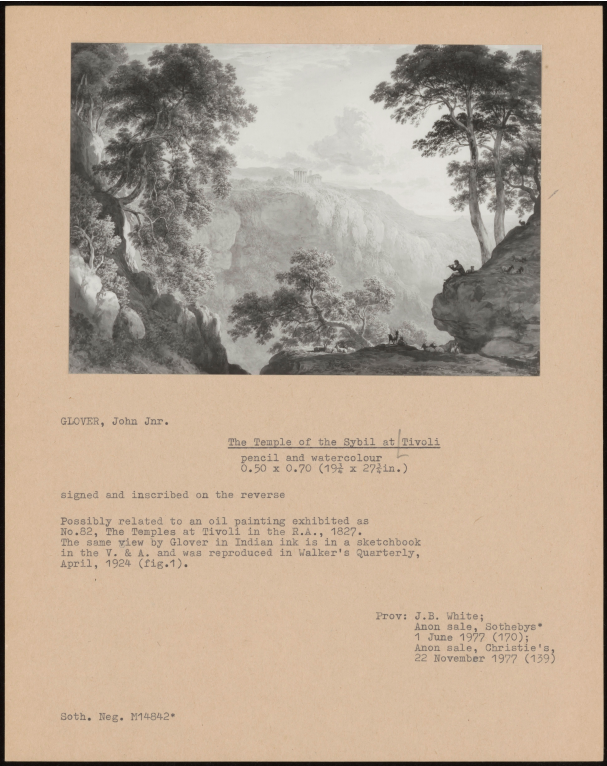 GLOVER, John Jnr.
The Temple of the Sybil at Tivoli
pencil and watercolour
0.50 x 0.70 (19¾ x 27½in.)
signed and inscribed on the reverse
Possibly related to an oil painting exhibited as
No.82, The Temples at Tivoli in the R.A., 1827.
The same view by Glover in Indian ink is in a sketchbook
in the V. & A. and was reproduced in Walker's Quarterly,
April, 1924 (fig.1).
Prov: J.B. White;
Anon sale, Sothebys*
1 June 1977 (170);
Anon sale, Christie's,
22 November 1977 (139)
Soth. Neg. M14842*